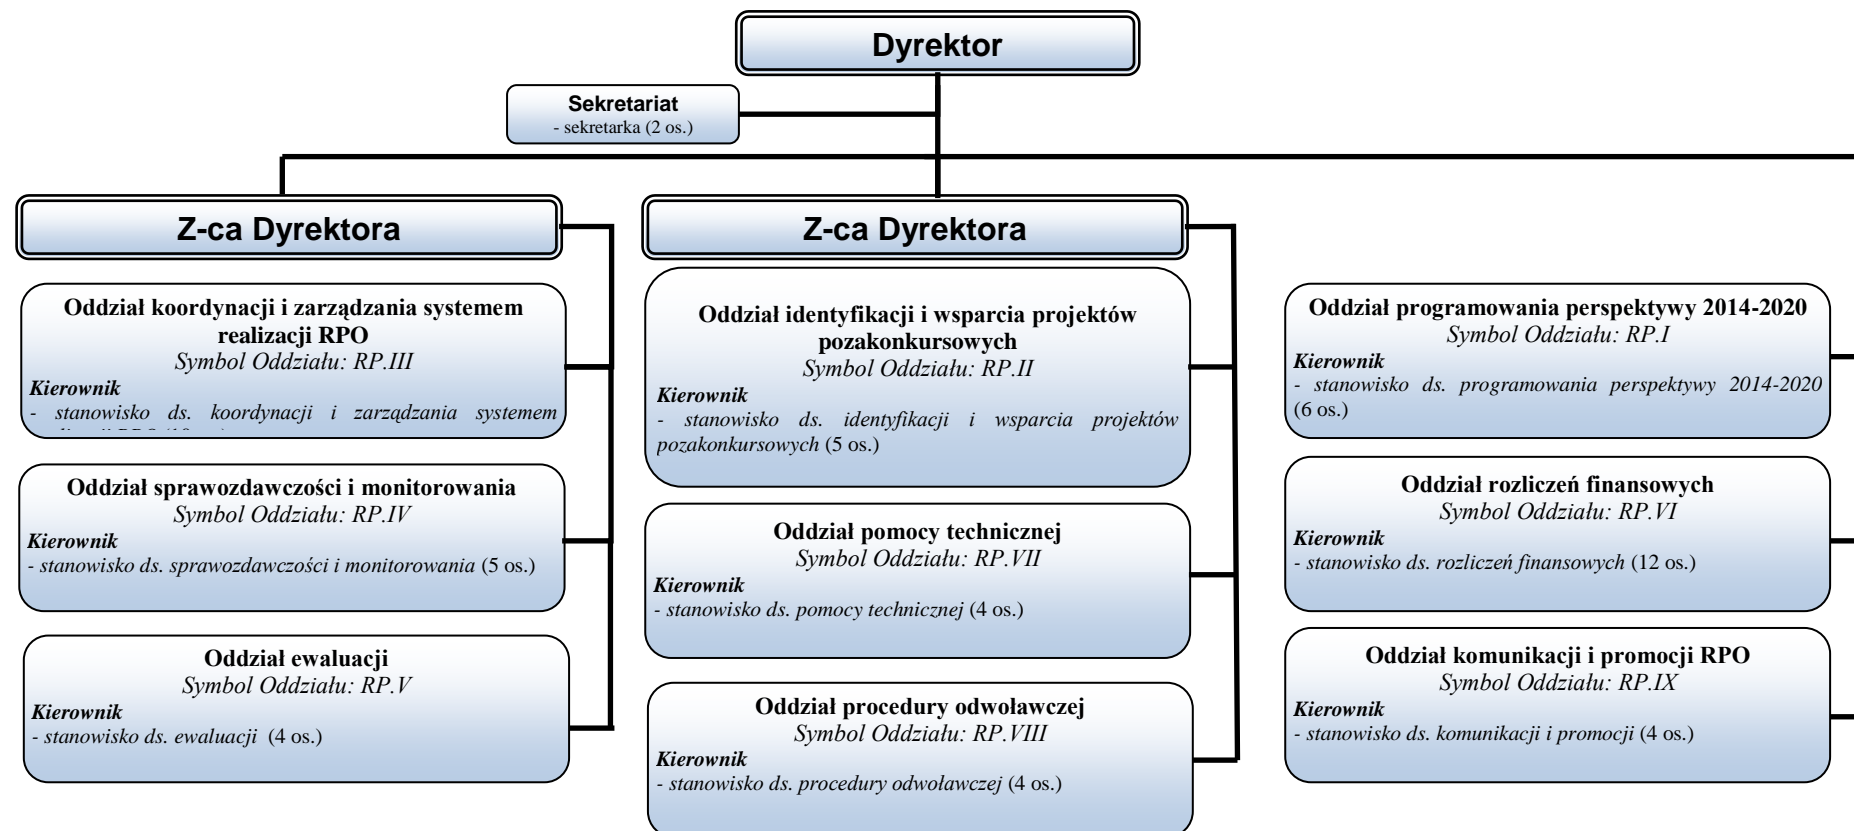 Dyrektor
Sekretariat
- sekretarka (2 os.)
Z-ca Dyrektora
Oddział koordynacji i zarządzania systemem
realizacji RPO
Symbol Oddziału: RP.III
Kierownik
- stanowisko ds. koordynacji i zarządzania systemem
Oddział sprawozdawczości i monitorowania
Symbol Oddziału: RP.IV
Kierownik
- stanowisko ds. sprawozdawczości i monitorowania (5 os.)
Oddział ewaluacji
Symbol Oddziału: RP.V
Kierownik
- stanowisko ds. ewaluacji (4 os.)
Z-ca Dyrektora
Oddział identyfikacji i wsparcia projektów
pozakonkursowych
Symbol Oddziału: RP.II
Kierownik
- stanowisko ds. identyfikacji i wsparcia projektów
pozakonkursowych (5 os.)
Oddział pomocy technicznej
Symbol Oddziału: RP.VII
Kierownik
- stanowisko ds. pomocy technicznej (4 os.)
Oddział procedury odwoławczej
Symbol Oddziału: RP.VIII
Kierownik
- stanowisko ds. procedury odwoławczej (4 os.)
Oddział programowania perspektywy 2014-2020
Symbol Oddziału: RP.I
Kierownik
- stanowisko ds. programowania perspektywy 2014-2020
(6 os.)
Oddział rozliczeń finansowych
Symbol Oddziału: RP.VI
Kierownik
- stanowisko ds. rozliczeń finansowych (12 os.)
Oddział komunikacji i promocji RPO
Symbol Oddziału: RP.IX
Kierownik
- stanowisko ds. komunikacji i promocji (4 os.)